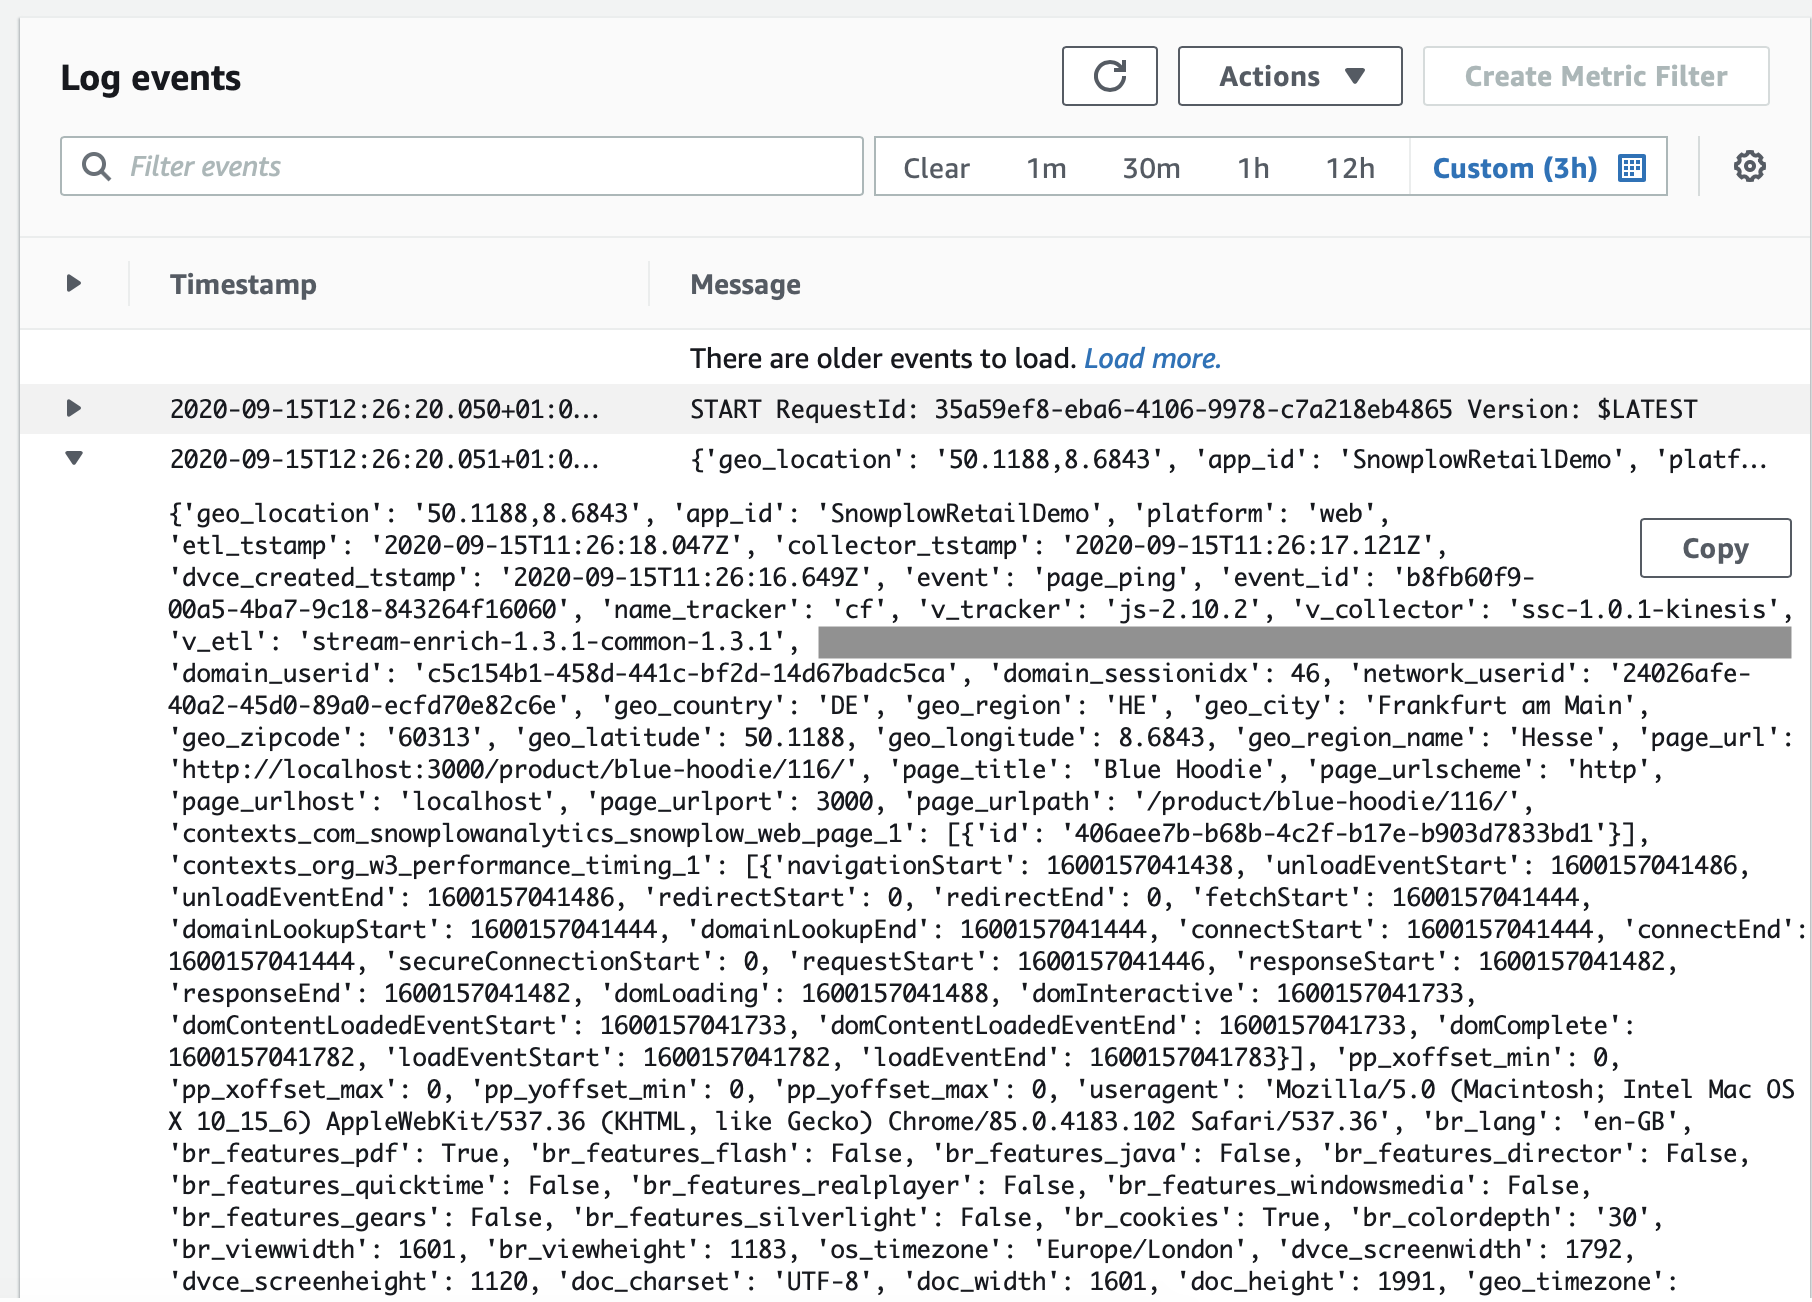 Log events
Actions
Create Metric Filter
Filter events
Clear 1m 30m 1h 12h Custom (3h)
Timestamp Message
There are older events to load. Load more.
2020-09-15T12:26:20.050+01:0... START RequestId: 35a59ef8-eba6-4106-9978-c7a218eb4865 Version: $LATEST
2020-09-15T12:26:20.051+01:0... {'geo_location': '50.1188,8.6843', 'app_id': 'SnowplowRetailDemo', 'platf...
{'geo_location': '50.1188,8.6843', 'app_id': 'SnowplowRetailDemo', 'platform': 'web',
Copy
'etl_tstamp': '2020-09-15T11:26:18.047Z', 'collector_tstamp': '2020-09-15T11:26:17.121Z',
'dvce_created_tstamp': '2020-09-15T11:26:16.649Z', 'event': 'page_ping', 'event_id': 'b8fb60f9-
00a5-4ba7-9c18-843264f16060', 'name_tracker': 'cf', 'v_tracker': 'js-2.10.2', 'v_collector': 'ssc-1.0.1-kinesis',
'v_etl': 'stream-enrich-1.3.1-common-1.3.1',
'domain_userid': 'c5c154b1-458d-441c-bf2d-14d67badc5ca', 'domain_sessionidx': 46, 'network_userid': '24026afe-
40a2-45d0-89a0-ecfd70e82c6e', 'geo_country': 'DE', 'geo_region': 'HE', 'geo_city': 'Frankfurt am Main',
'geo_zipcode': '60313', 'geo_latitude': 50.1188, 'geo_longitude': 8.6843, 'geo_region_name': 'Hesse', 'page_url':
'http://localhost:3000/product/blue-hoodie/116/', 'page_title': 'Blue Hoodie', 'page_urlscheme': 'http',
'page_urlhost': 'localhost', 'page_urlport': 3000, 'page_urlpath': '/product/blue-hoodie/116/',
'contexts_com_snowplowanalytics_snowplow_web_page_1': [{'id': '406aee7b-b68b-4c2f-b17e-b903d7833bd1'}],
'contexts_org_w3_performance_timing_1': [{'navigationStart': 1600157041438, 'unloadEventStart': 1600157041486,
'unloadEventEnd': 1600157041486, 'redirectStart': 0, 'redirectEnd': 0, 'fetchStart': 1600157041444,
'domainLookupStart': 1600157041444, 'domainLookupEnd': 1600157041444, 'connectStart': 1600157041444, 'connectEnd':
1600157041444, 'secureConnectionStart': 0, 'requestStart': 1600157041446, 'responseStart': 1600157041482,
'responseEnd': 1600157041482, 'domLoading': 1600157041488, 'domInteractive': 1600157041733,
'domContentLoadedEventStart': 1600157041733, 'domContentLoadedEventEnd': 1600157041733, 'domComplete':
1600157041782, 'loadEventStart': 1600157041782, 'loadEventEnd': 1600157041783}], 'pp_xoffset_min': 0,
'pp_xoffset_max': 0, 'pp_yoffset_min': 0, 'pp_yoffset_max': 0, 'useragent': 'Mozilla/5.0 (Macintosh; Intel Mac OS
X 10_15_6) AppleWebKit/537.36 (KHTML, like Gecko) Chrome/85.0.4183.102 Safari/537.36', 'br_lang': 'en-GB',
'br_features_pdf': True, 'br_features_flash': False, 'br_features_java': False, 'br_features_director': False,
'br_features_quicktime': False, 'br_features_realplayer': False, 'br_features_windowsmedia': False,
'br_features_gears': False, 'br_features_silverlight': False, 'br_cookies': True, 'br_colordepth': '30',
'br_viewwidth': 1601, 'br_viewheight': 1183, 'os_timezone': 'Europe/London', 'dvce_screenwidth': 1792,
'dvce_screenheight': 1120, 'doc_charset': 'UTF-8', 'doc_width': 1601, 'doc_height': 1991, 'geo_timezone':